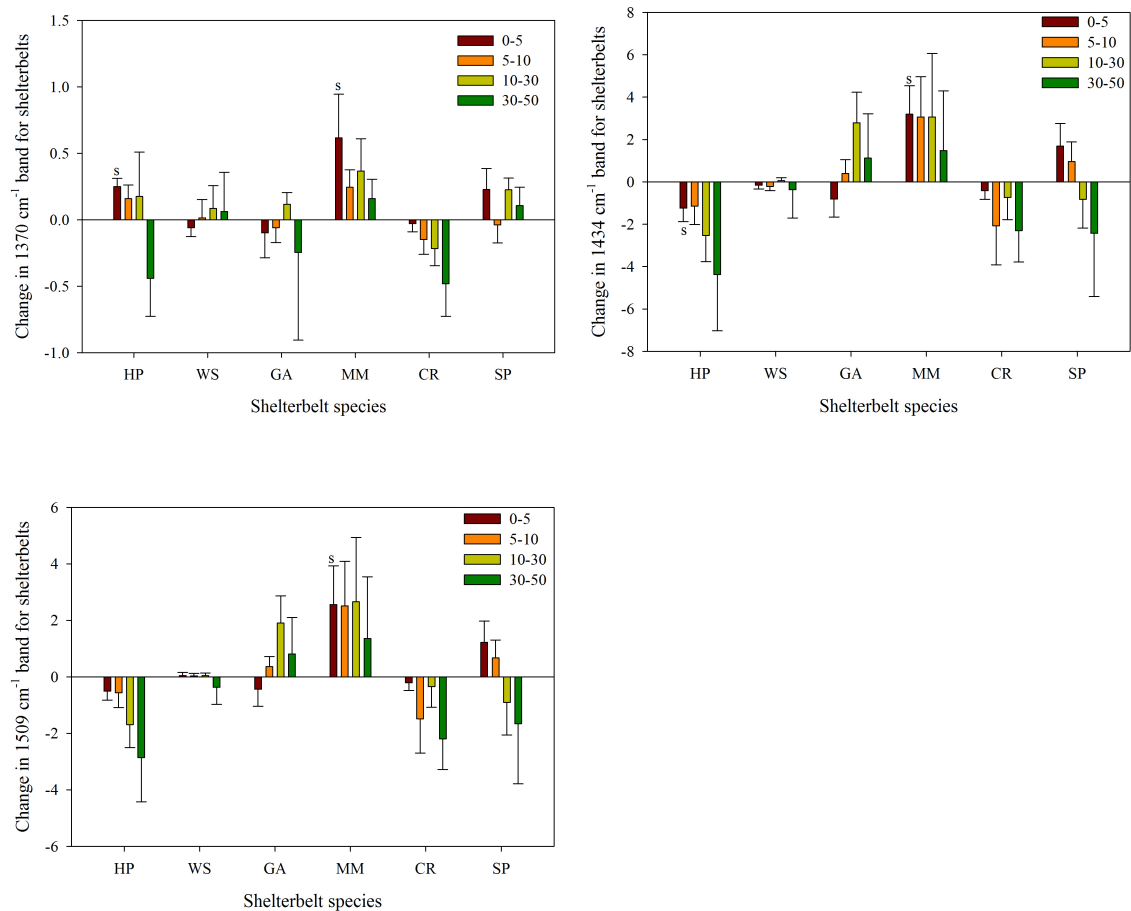 1.5
1.0
0.5
0.0
-0.5
-1.0
Change in 1370 cm⁻¹ band for shelterbelts
0-5
5-10
10-30
30-50
s
s
HP WS GA MM CR SP
Shelterbelt species
8
6
4
2
0
-2
-4
-6
-8
Change in 1434 cm⁻¹ band for shelterbelts
0-5
5-10
10-30
30-50
s
s
HP WS GA MM CR SP
Shelterbelt species
6
4
2
0
-2
-4
-6
Change in 1509 cm⁻¹ band for shelterbelts
0-5
5-10
10-30
30-50
s
HP WS GA MM CR SP
Shelterbelt species